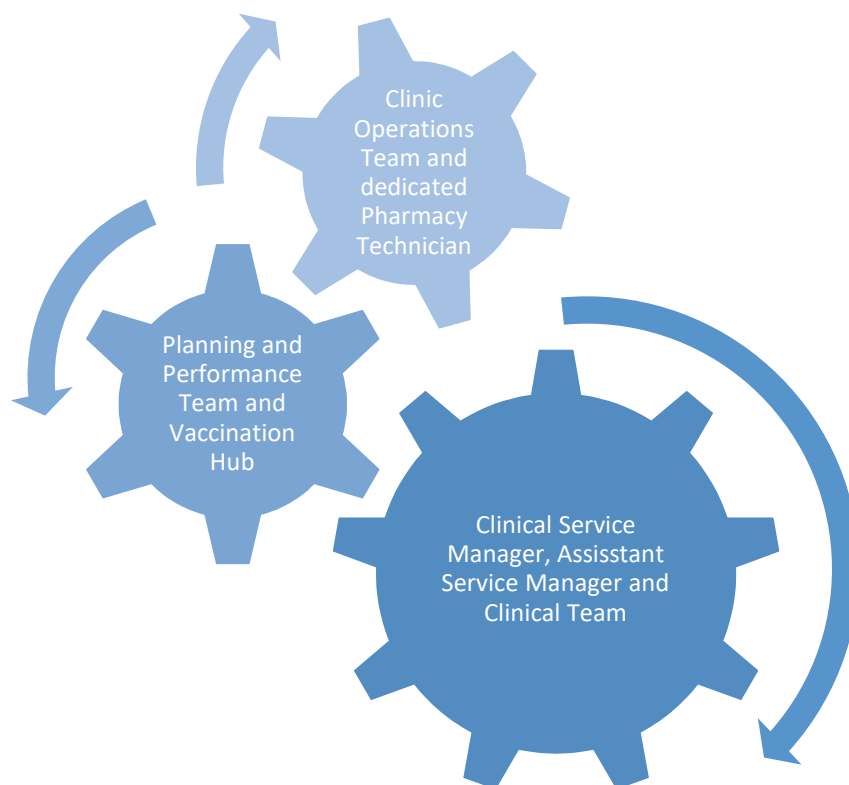 Clinic
Operations
Team and
dedicated
Pharmacy
Technician
Planning and
Performance
Team and
Vaccination
Hub
Clinical Service
Manager, Assisstant
Service Manager and
Clinical Team